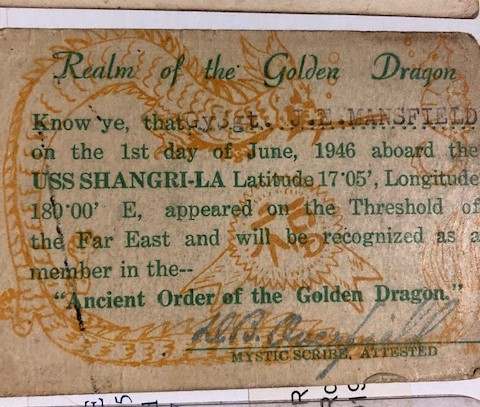 Realm of the Golden Dragon
Know ye, that GySgt. J.E.MANSFIELD
on the 1st day of June, 1946 aboard the
USS SHANGRI-LA Latitude 17°05', Longitude
180°00' E, appeared on the Threshold of
the Far East and will be recognized as a
member in the--
"Ancient Order of the Golden Dragon."
MYSTIC SCRIBE, ATTESTED